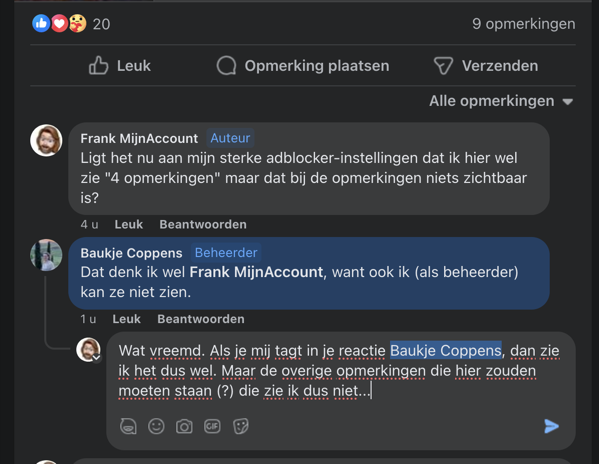 20
9 opmerkingen
Leuk
Opmerking plaatsen
Verzenden
Alle opmerkingen
Frank MijnAccount Auteur
Ligt het nu aan mijn sterke adblocker-instellingen dat ik hier wel
zie "4 opmerkingen" maar dat bij de opmerkingen niets zichtbaar
is?
4 u Leuk Beantwoorden
Baukje Coppens Beheerder
Dat denk ik wel Frank MijnAccount, want ook ik (als beheerder)
kan ze niet zien.
1 u Leuk Beantwoorden
Wat vreemd. Als je mij tagt in je reactie Baukje Coppens, dan zie
ik het dus wel. Maar de overige opmerkingen die hier zouden
moeten staan (?) die zie ik dus niet...
GIF